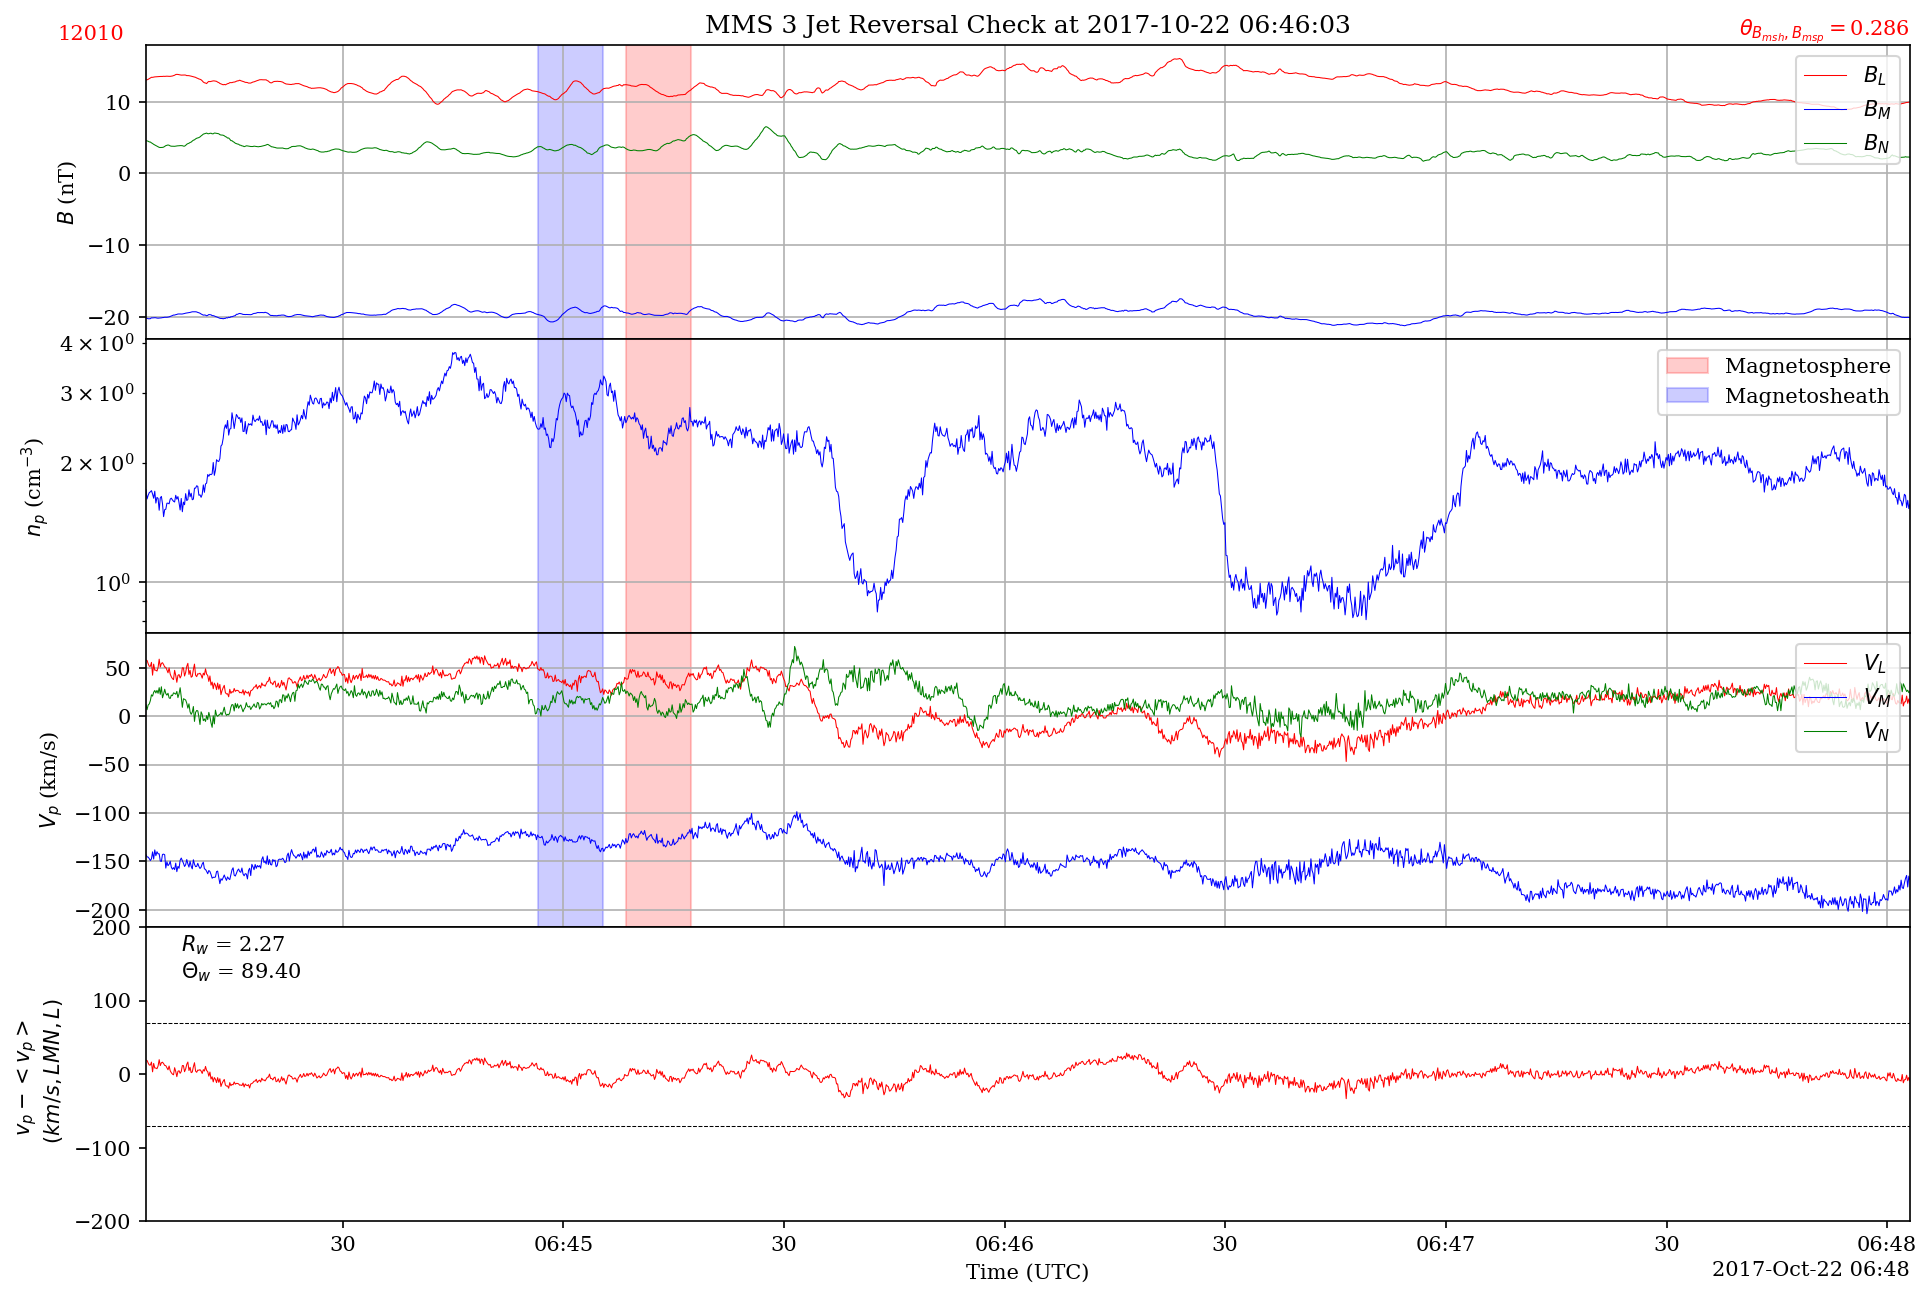 12010
MMS 3 Jet Reversal Check at 2017-10-22 06:46:03
θ_{B_{msh}, B_{msp}} = 0.286
B (nT)
10
0
−10
−20
B_L
B_M
B_N
n_p (cm^{−3})
4 × 10^0
3 × 10^0
2 × 10^0
10^0
Magnetosphere
Magnetosheath
V_p (km/s)
50
0
−50
−100
−150
−200
V_L
V_M
V_N
v_p − < v_p >
(km/s, LMN, L)
200
100
0
−100
−200
R_w = 2.27
Θ_w = 89.40
30
06:45
30
06:46
30
06:47
30
06:48
Time (UTC)
2017-Oct-22 06:48